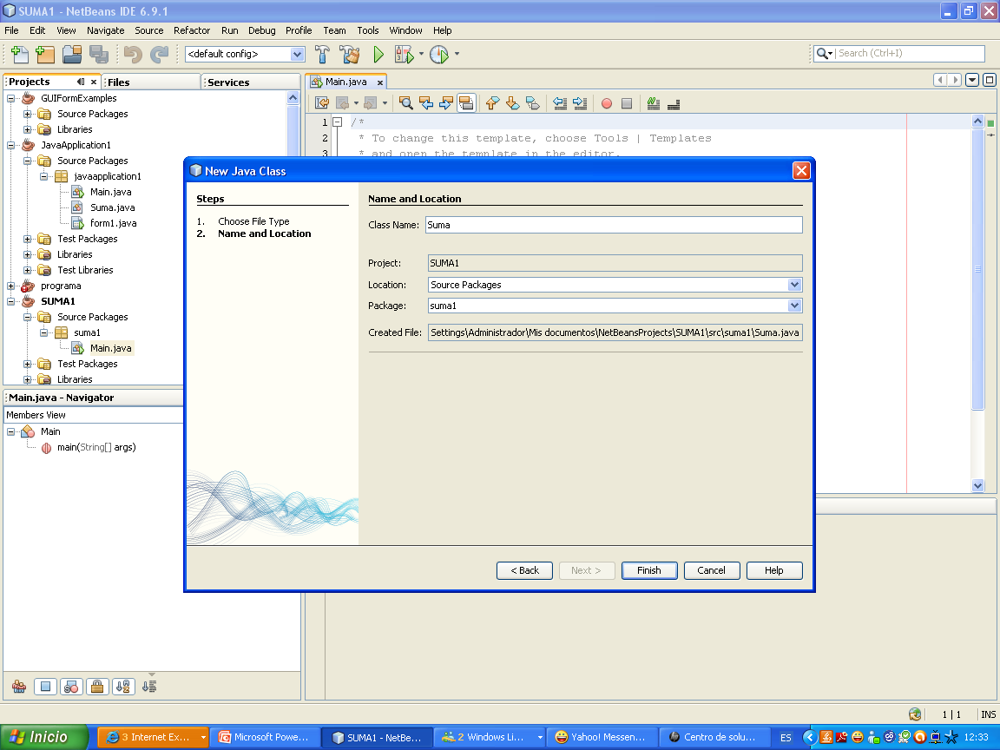 SUMA1 - NetBeans IDE 6.9.1
File Edit View Navigate Source Refactor Run Debug Profile Team Tools Window Help
<default config>
Search (Ctrl+I)
Projects Files Services
GUIFormExamples
Source Packages
Libraries
JavaApplication1
Source Packages
javaapplication1
Main.java
Suma.java
form1.java
Test Packages
Libraries
Test Libraries
programa
SUMA1
Source Packages
suma1
Main.java
Test Packages
Libraries
Main.java - Navigator
Members View
Main
main(String[] args)
Main.java
1 /*
2 * To change this template, choose Tools | Templates
3 * and open the template in the editor.
New Java Class
Steps
1. Choose File Type
2. Name and Location
Name and Location
Class Name: Suma
Project: SUMA1
Location: Source Packages
Package: suma1
Created File: Settings\Administrador\Mis documentos\NetBeansProjects\SUMA1\src\suma1\Suma.java
< Back Next > Finish Cancel Help
1 | 1 INS
Inicio 3 Internet Ex... Microsoft Powe... SUMA1 - NetBe... 2 Windows Li... Yahoo! Messen... Centro de solu... ES 12:33